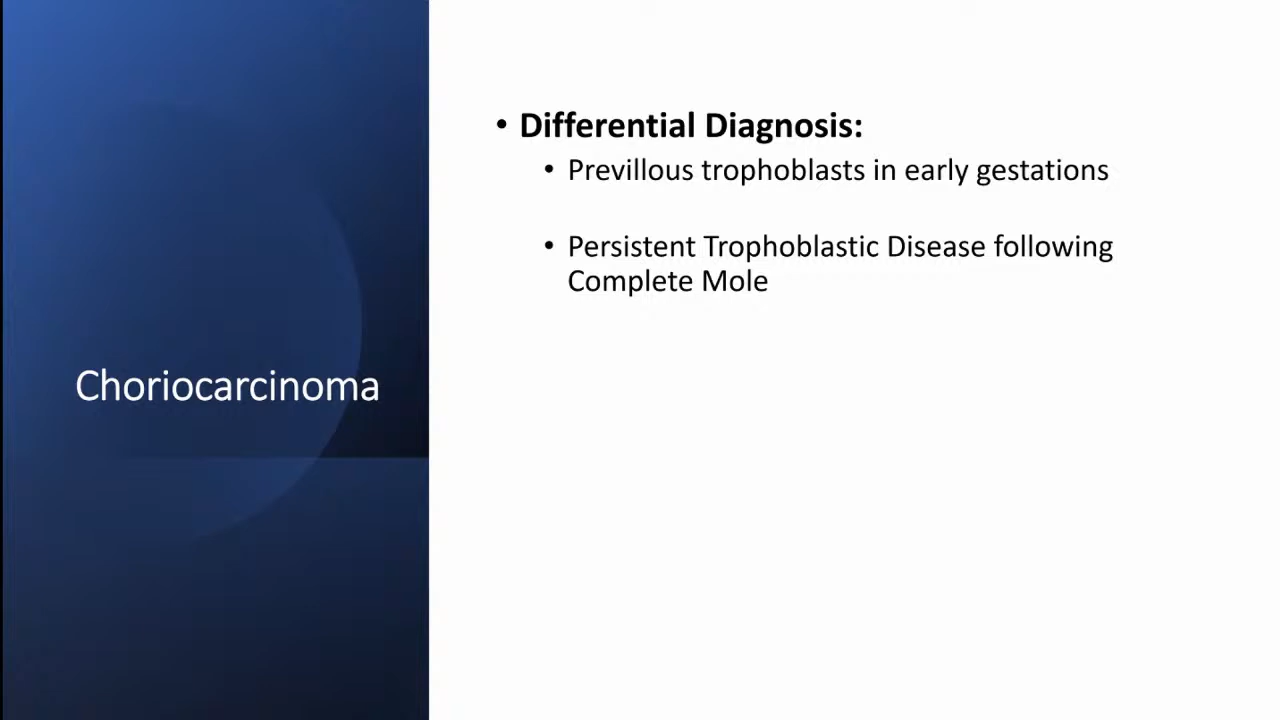 Choriocarcinoma
• Differential Diagnosis:
• Previllous trophoblasts in early gestations
• Persistent Trophoblastic Disease following
Complete Mole